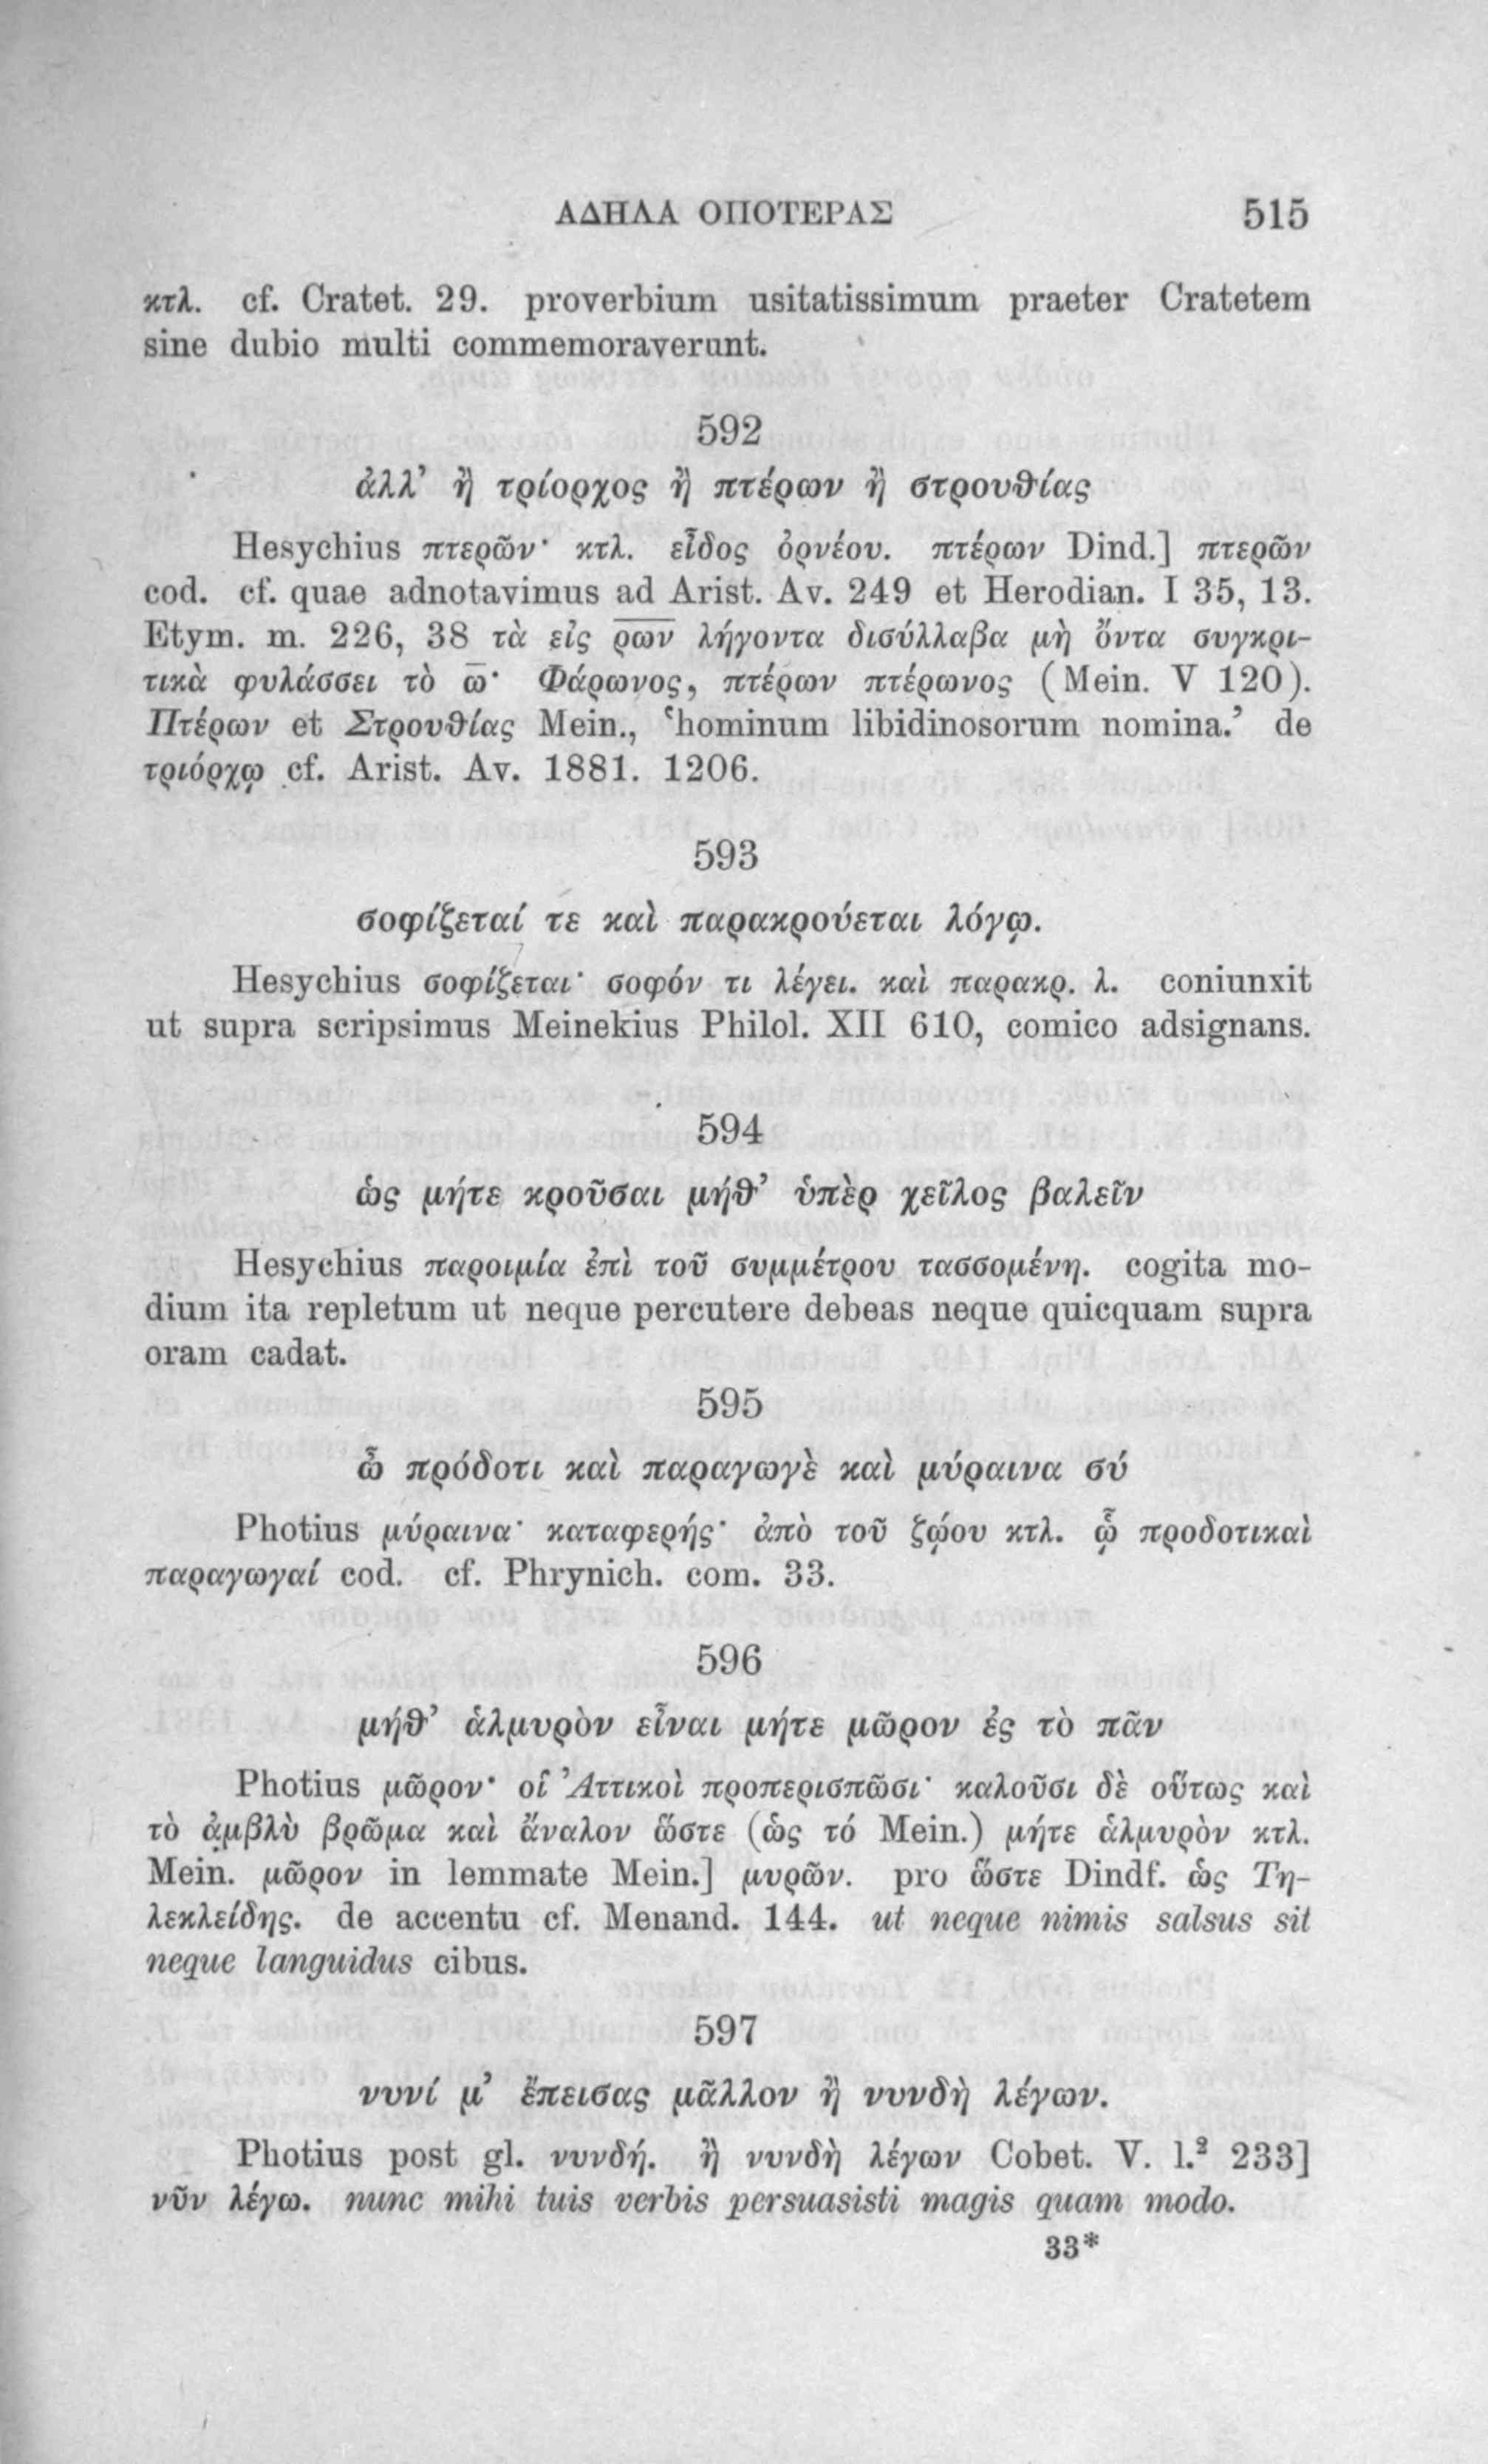 ΑΔΗΛΑ ΟΠΟΤΕΡΑΣ 515
κτλ. cf. Cratet. 29. proverbium usitatissimum praeter Cratetem
sine dubio multi commemoraverunt.
592
ἀλλ’ ἢ τρίορχος ἢ πτέρων ἢ στρουθίας
Hesychius πτερῶν· κτλ. εἶδος ὀρνέου. πτέρων Dind.] πτερῶν
cod. cf. quae adnotavimus ad Arist. Av. 249 et Herodian. I 35, 13.
Etym. m. 226, 38 τὰ εἰς ρων λήγοντα δισύλλαβα μὴ ὄντα συγκρι-
τικὰ φυλάσσει τὸ ω̄· Φάρωνος, πτέρων πτέρωνος (Mein. V 120).
Πτέρων et Στρουθίας Mein., ‘hominum libidinosorum nomina.’ de
τριόρχῳ cf. Arist. Av. 1881. 1206.
593
σοφίζεταί τε καὶ παρακρούεται λόγῳ.
Hesychius σοφίζεται· σοφόν τι λέγει. καὶ παρακρ. λ. coniunxit
ut supra scripsimus Meinekius Philol. XII 610, comico adsignans.
594
ὡς μήτε κροῦσαι μήθ’ ὑπὲρ χεῖλος βαλεῖν
Hesychius παροιμία ἐπὶ τοῦ συμμέτρου τασσομένη. cogita mo-
dium ita repletum ut neque percutere debeas neque quicquam supra
oram cadat.
595
ὦ πρόδοτι καὶ παραγωγὲ καὶ μύραινα σύ
Photius μύραινα· καταφερής· ἀπὸ τοῦ ζῴου κτλ. ᾧ προδοτικαὶ
παραγωγαί cod. cf. Phrynich. com. 33.
596
μήθ’ ἁλμυρὸν εἶναι μήτε μῶρον ἐς τὸ πᾶν
Photius μῶρον· οἱ Ἀττικοὶ προπερισπῶσι· καλοῦσι δὲ οὕτως καὶ
τὸ ἀμβλὺ βρῶμα καὶ ἄναλον ὥστε (ὡς τό Mein.) μήτε ἁλμυρὸν κτλ.
Mein. μῶρον in lemmate Mein.] μυρῶν. pro ὥστε Dindf. ὡς Τη-
λεκλείδης. de accentu cf. Menand. 144. ut neque nimis salsus sit
neque languidus cibus.
597
νυνί μ’ ἔπεισας μᾶλλον ἢ νυνδὴ λέγων.
Photius post gl. νυνδή. ἢ νυνδὴ λέγων Cobet. V. l.² 233]
νῦν λέγω. nunc mihi tuis verbis persuasisti magis quam modo.
33*